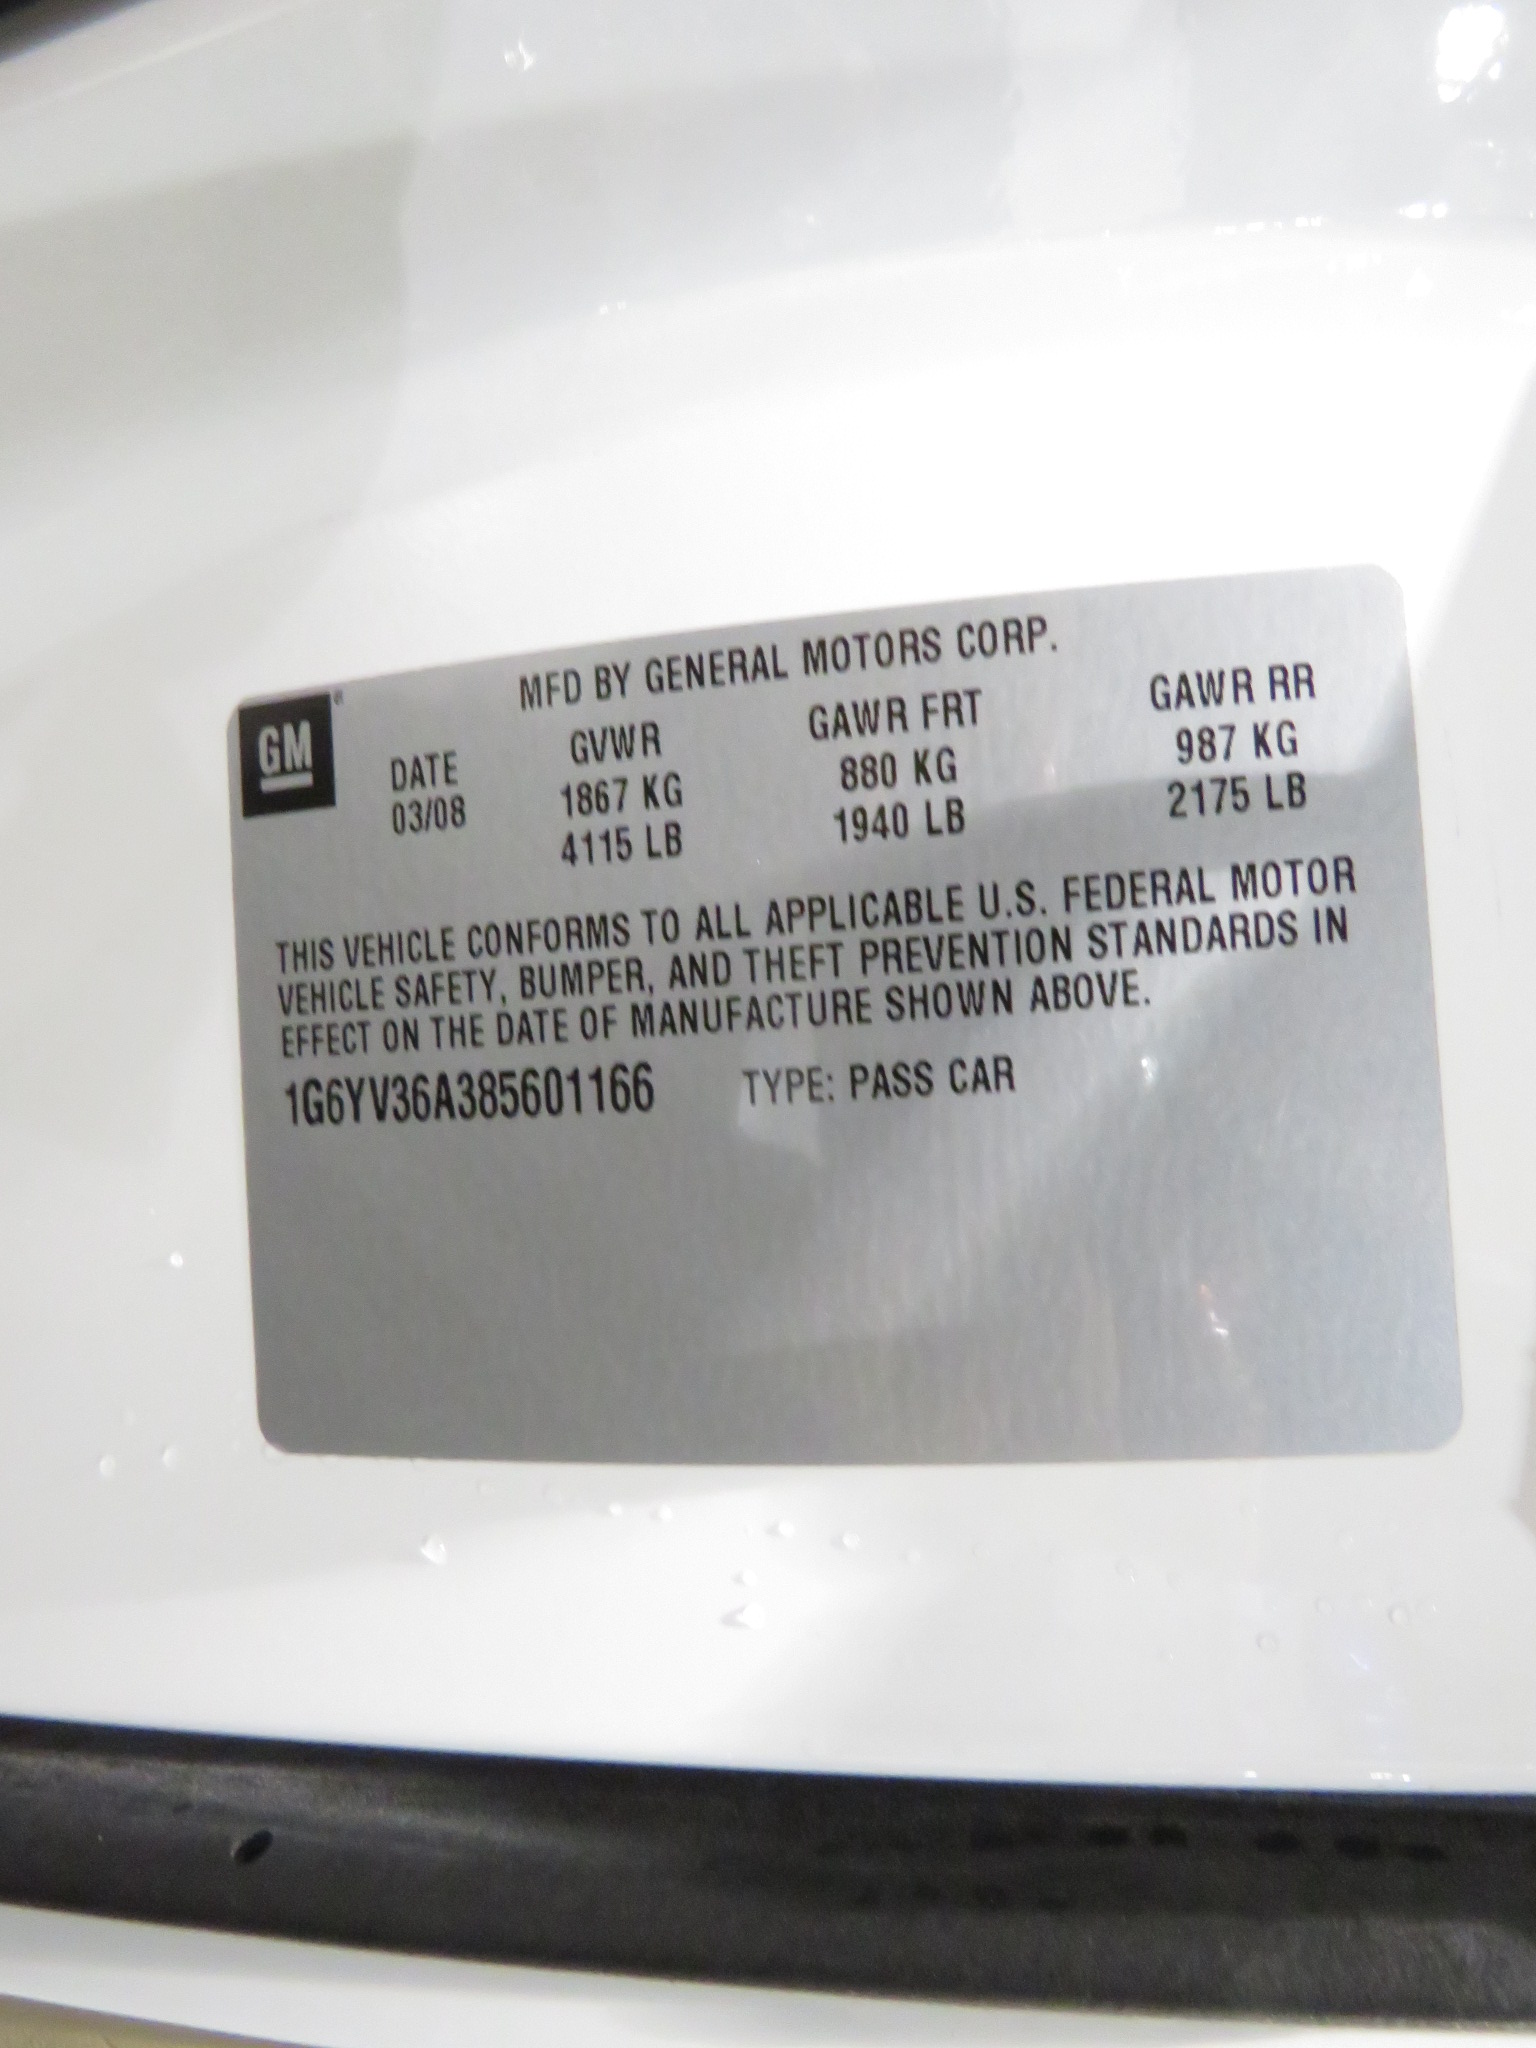 MFD BY GENERAL MOTORS CORP.
GM
DATE GVWR GAWR FRT GAWR RR
03/08 1867 KG 880 KG 987 KG
4115 LB 1940 LB 2175 LB
THIS VEHICLE CONFORMS TO ALL APPLICABLE U.S. FEDERAL MOTOR
VEHICLE SAFETY, BUMPER, AND THEFT PREVENTION STANDARDS IN
EFFECT ON THE DATE OF MANUFACTURE SHOWN ABOVE.
1G6YV36A385601166 TYPE: PASS CAR